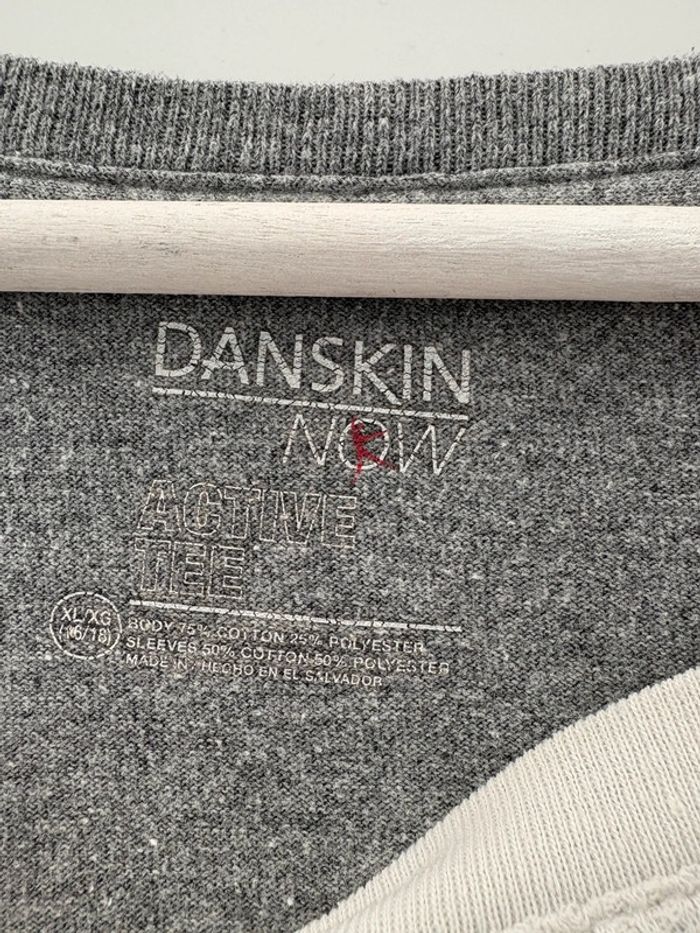 DANSKIN
NOW
ACTIVE
TEE
XL/XG
(16/18)
BODY 75% COTTON 25% POLYESTER
SLEEVES 50% COTTON 50% POLYESTER
MADE IN / HECHO EN EL SALVADOR